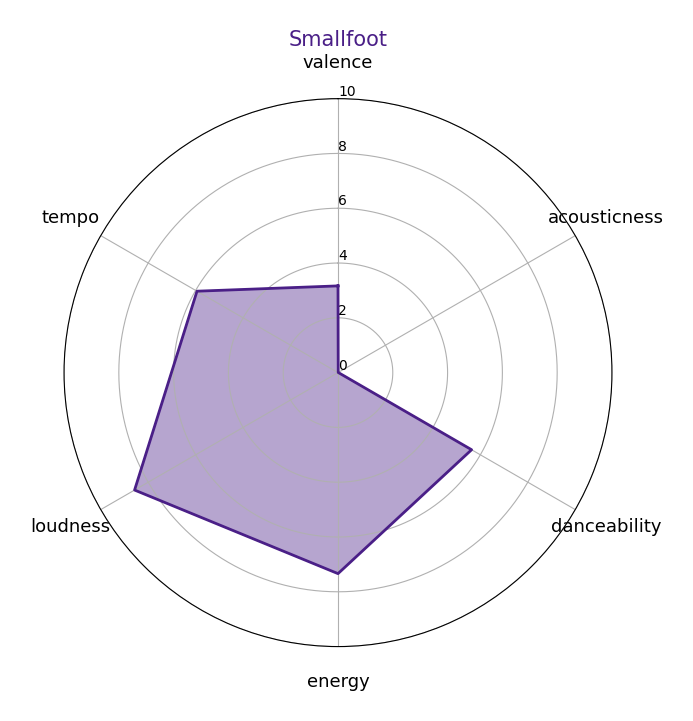 Smallfoot
valence
10
8
tempo
6
acousticness
4
2
0
loudness
danceability
energy